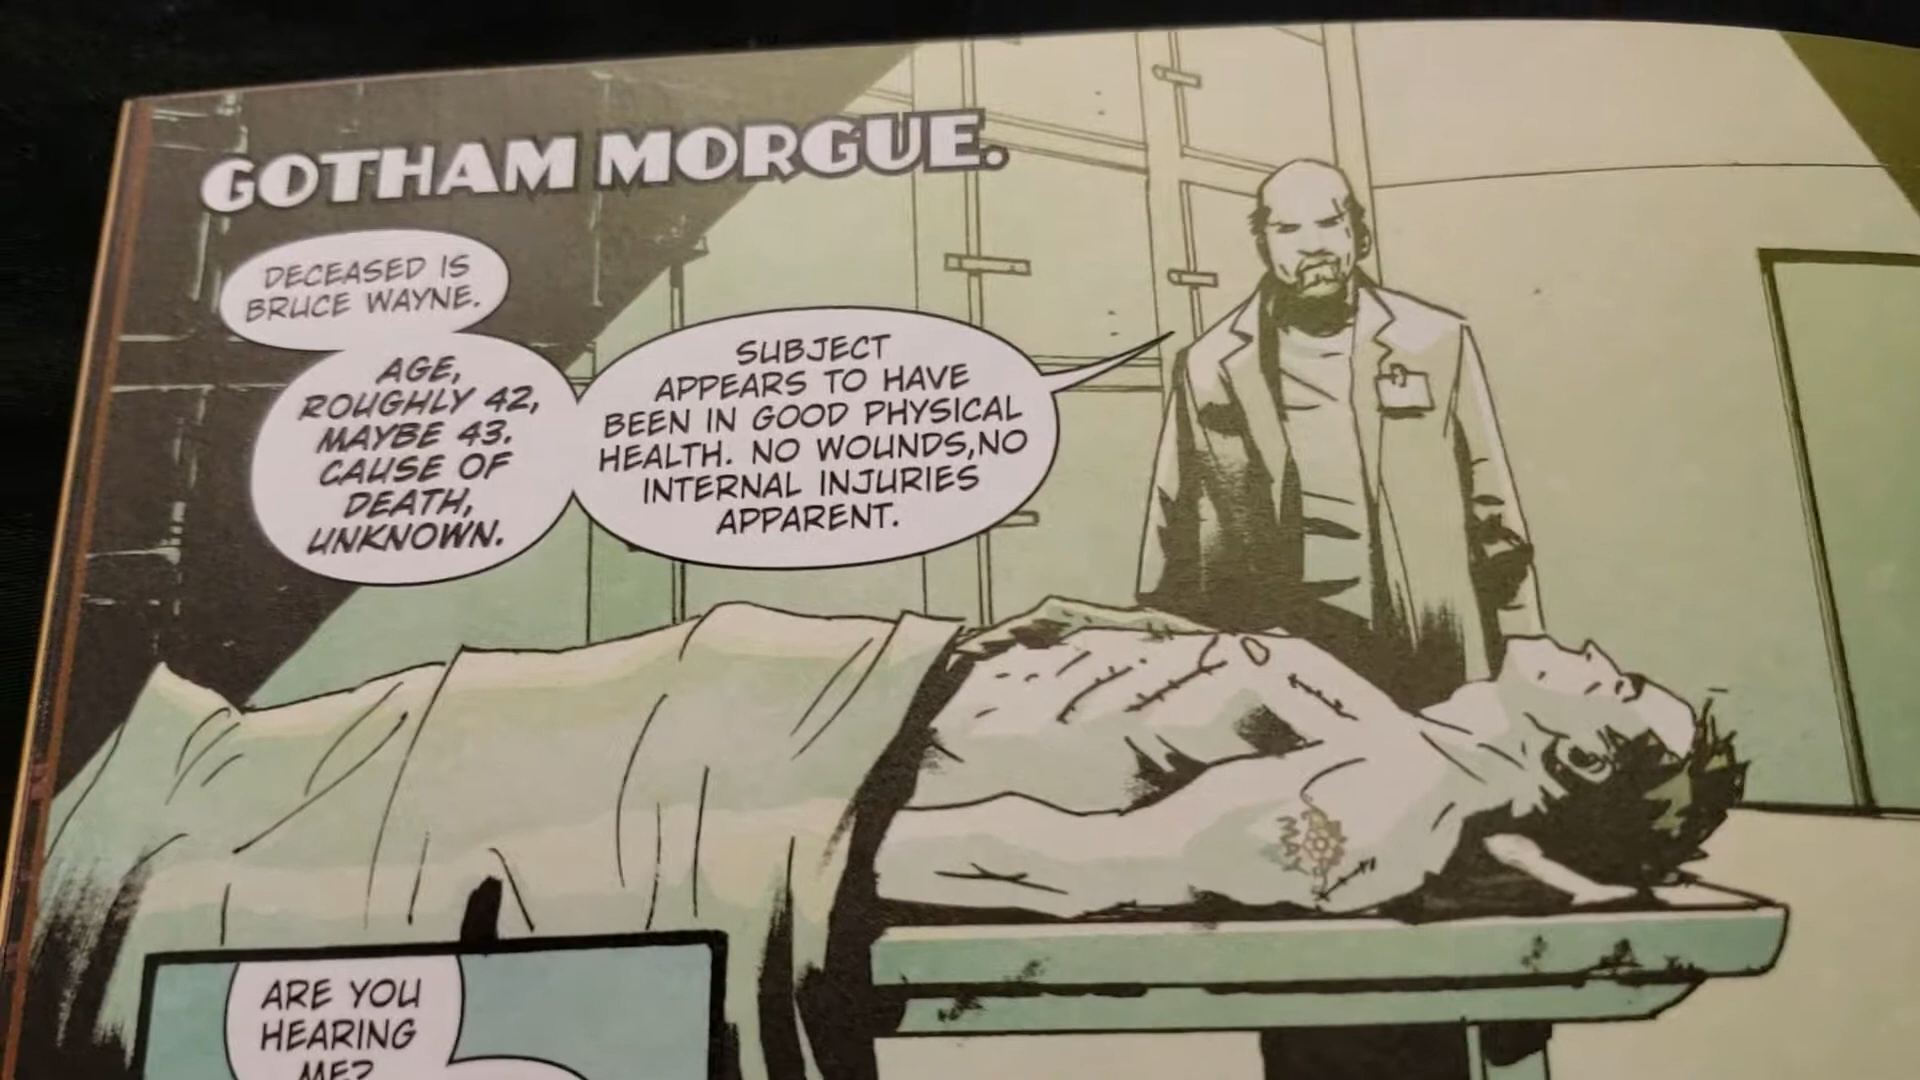 GOTHAM MORGUE.
DECEASED IS
BRUCE WAYNE.
AGE,
ROUGHLY 42,
MAYBE 43.
CAUSE OF
DEATH,
UNKNOWN.
SUBJECT
APPEARS TO HAVE
BEEN IN GOOD PHYSICAL
HEALTH. NO WOUNDS,NO
INTERNAL INJURIES
APPARENT.
ARE YOU
HEARING
ME?